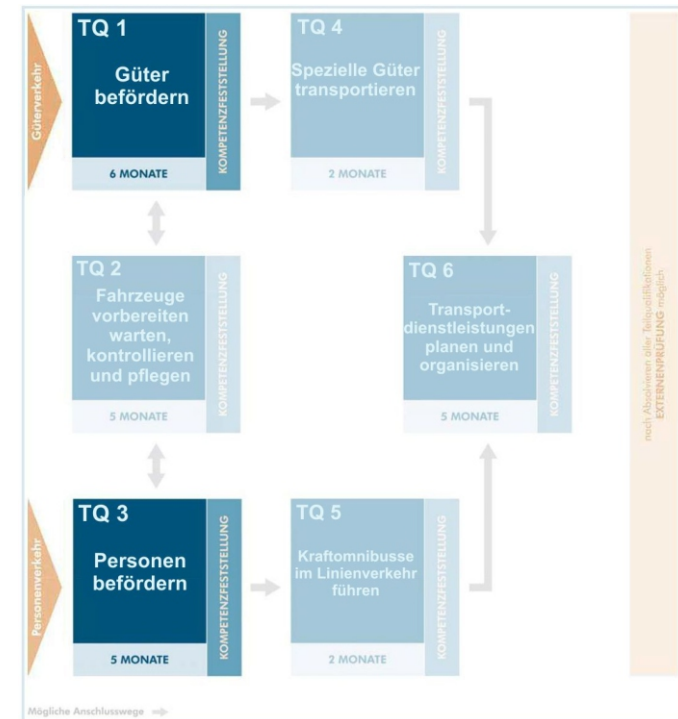 Güterverkehr
TQ 1
Güter
befördern
6 MONATE
KOMPETENZFESTSTELLUNG
TQ 4
Spezielle Güter
transportieren
2 MONATE
KOMPETENZFESTSTELLUNG
TQ 2
Fahrzeuge
vorbereiten
warten,
kontrollieren
und pflegen
5 MONATE
KOMPETENZFESTSTELLUNG
TQ 6
Transport-
dienstleistungen
planen und
organisieren
5 MONATE
KOMPETENZFESTSTELLUNG
Personenverkehr
TQ 3
Personen
befördern
5 MONATE
KOMPETENZFESTSTELLUNG
TQ 5
Kraftomnibusse
im Linienverkehr
führen
2 MONATE
KOMPETENZFESTSTELLUNG
nach Absolvieren aller Teilqualifikationen
EXTERNENPRÜFUNG möglich
Mögliche Anschlusswege